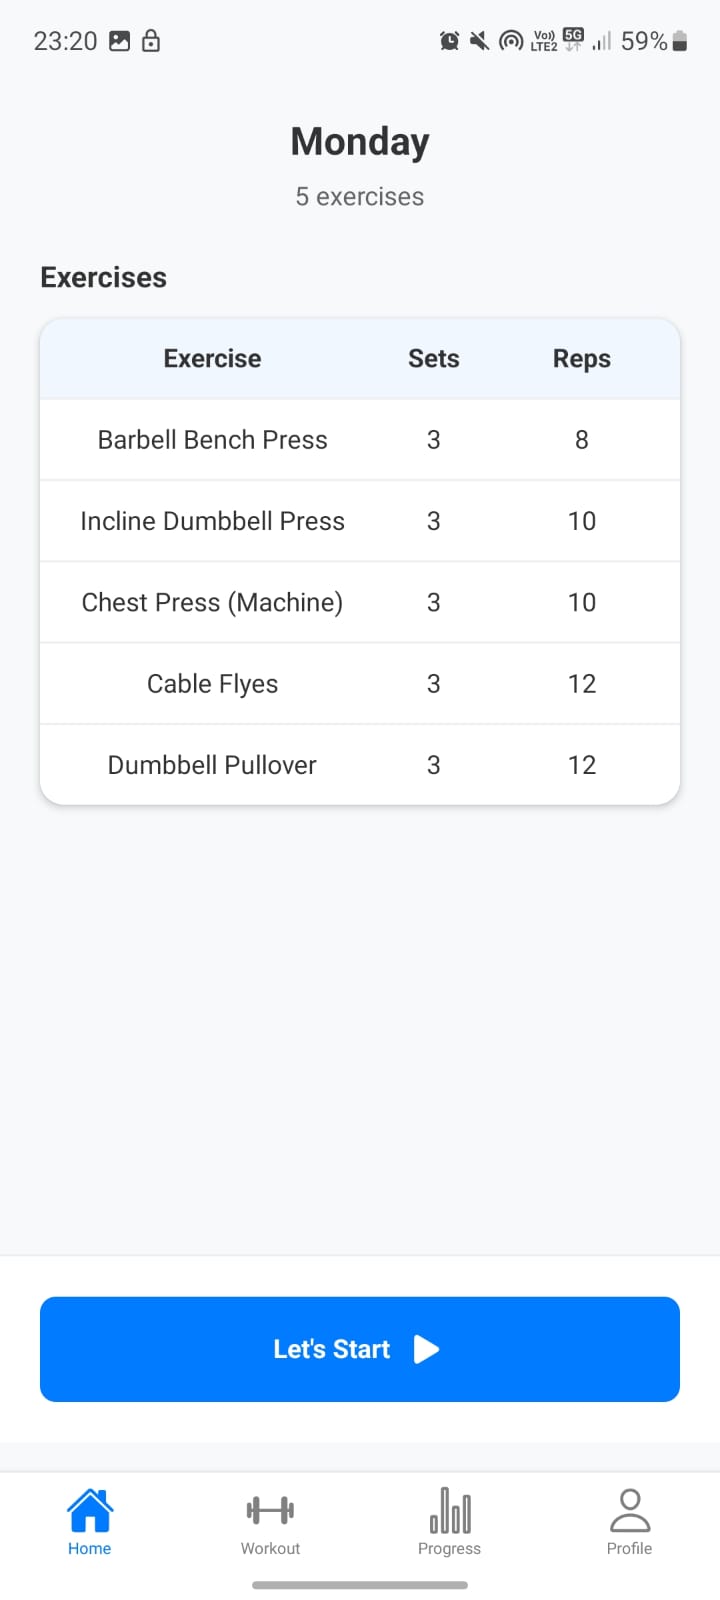 23:20 Vo) LTE2 5G 59%
Monday
5 exercises
Exercises
Exercise Sets Reps
Barbell Bench Press 3 8
Incline Dumbbell Press 3 10
Chest Press (Machine) 3 10
Cable Flyes 3 12
Dumbbell Pullover 3 12
Let's Start
Home Workout Progress Profile